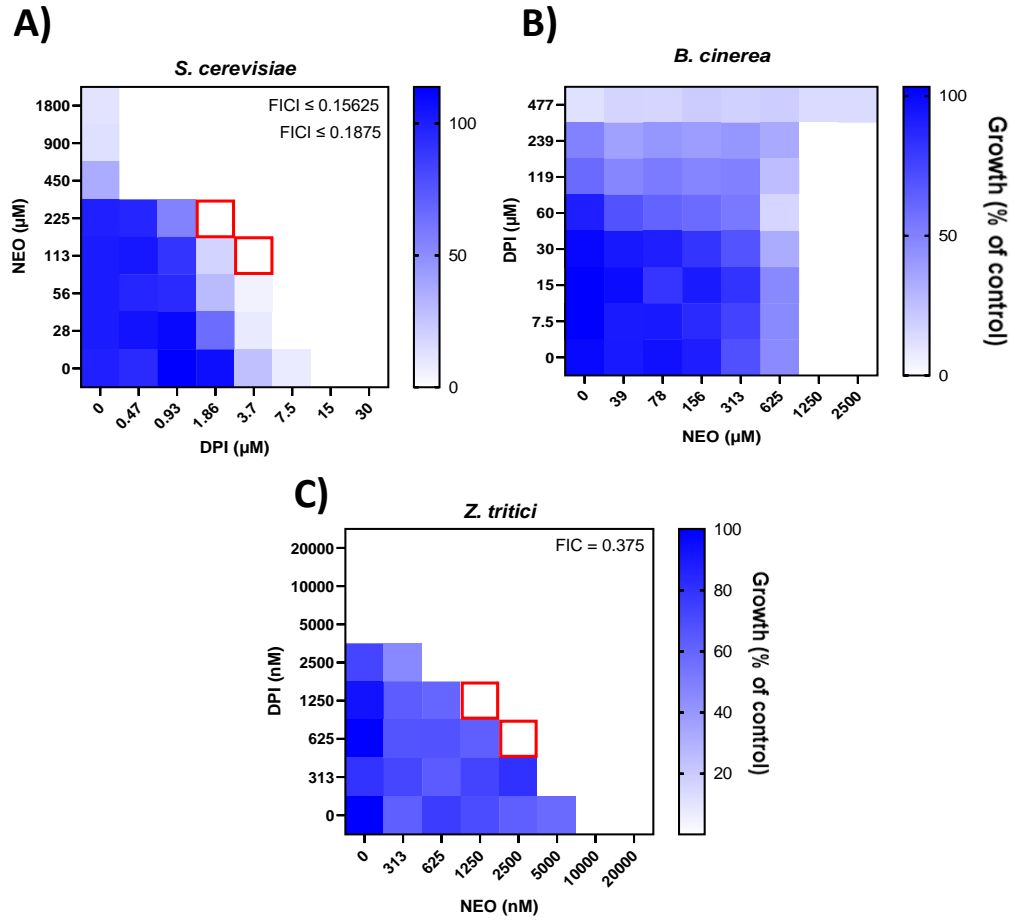 A)
S. cerevisiae
FICI ≤ 0.15625
FICI ≤ 0.1875
NEO (µM)
1800
900
450
225
113
56
28
0
0 0.47 0.93 1.86 3.7 7.5 15 30
DPI (µM)
100
50
0
B)
B. cinerea
DPI (µM)
477
239
119
60
30
15
7.5
0
0 39 78 156 313 625 1250 2500
NEO (µM)
100
50
0
Growth (% of control)
C)
Z. tritici
FIC = 0.375
DPI (nM)
20000
10000
5000
2500
1250
625
313
0
0 313 625 1250 2500 5000 10000 20000
NEO (nM)
100
80
60
40
20
Growth (% of control)